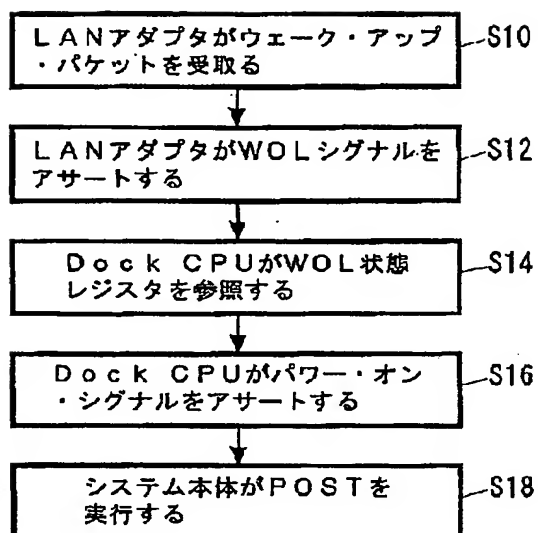 LANアダプタがウェーク・アップ
・パケットを受取る
S10
LANアダプタがWOLシグナルを
アサートする
S12
Dock CPUがWOL状態
レジスタを参照する
S14
Dock CPUがパワー・オン
・シグナルをアサートする
S16
システム本体がPOSTを
実行する
S18